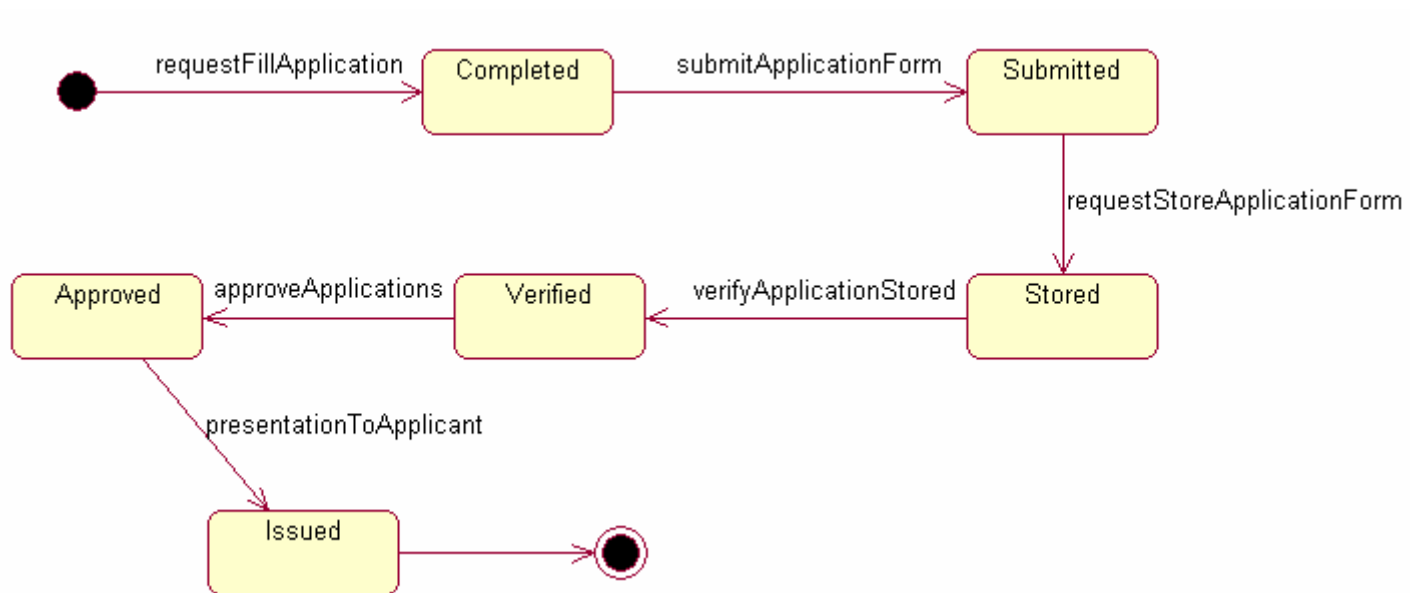 requestFillApplication
Completed
submitApplicationForm
Submitted
requestStoreApplicationForm
Approved
approveApplications
Verified
verifyApplicationStored
Stored
presentationToApplicant
Issued